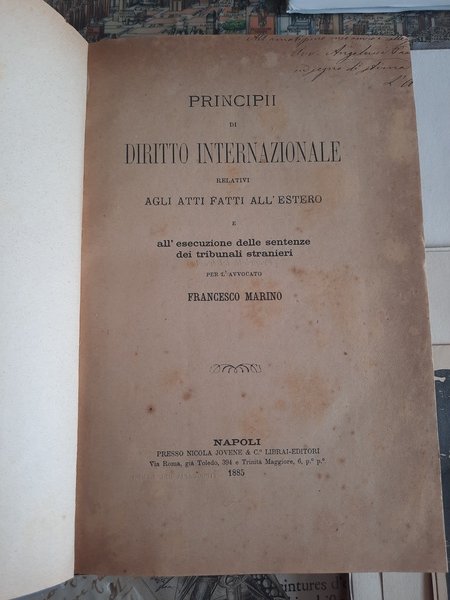 PRINCIPII
DI
DIRITTO INTERNAZIONALE
RELATIVI
AGLI ATTI FATTI ALL'ESTERO
E
all'esecuzione delle sentenze
dei tribunali stranieri
PER L'AVVOCATO
FRANCESCO MARINO
NAPOLI
PRESSO NICOLA JOVENE & C.º LIBRAI-EDITORI
Via Roma, già Toledo, 394 e Trinità Maggiore, 6, p.º p.º
1885
intures d'